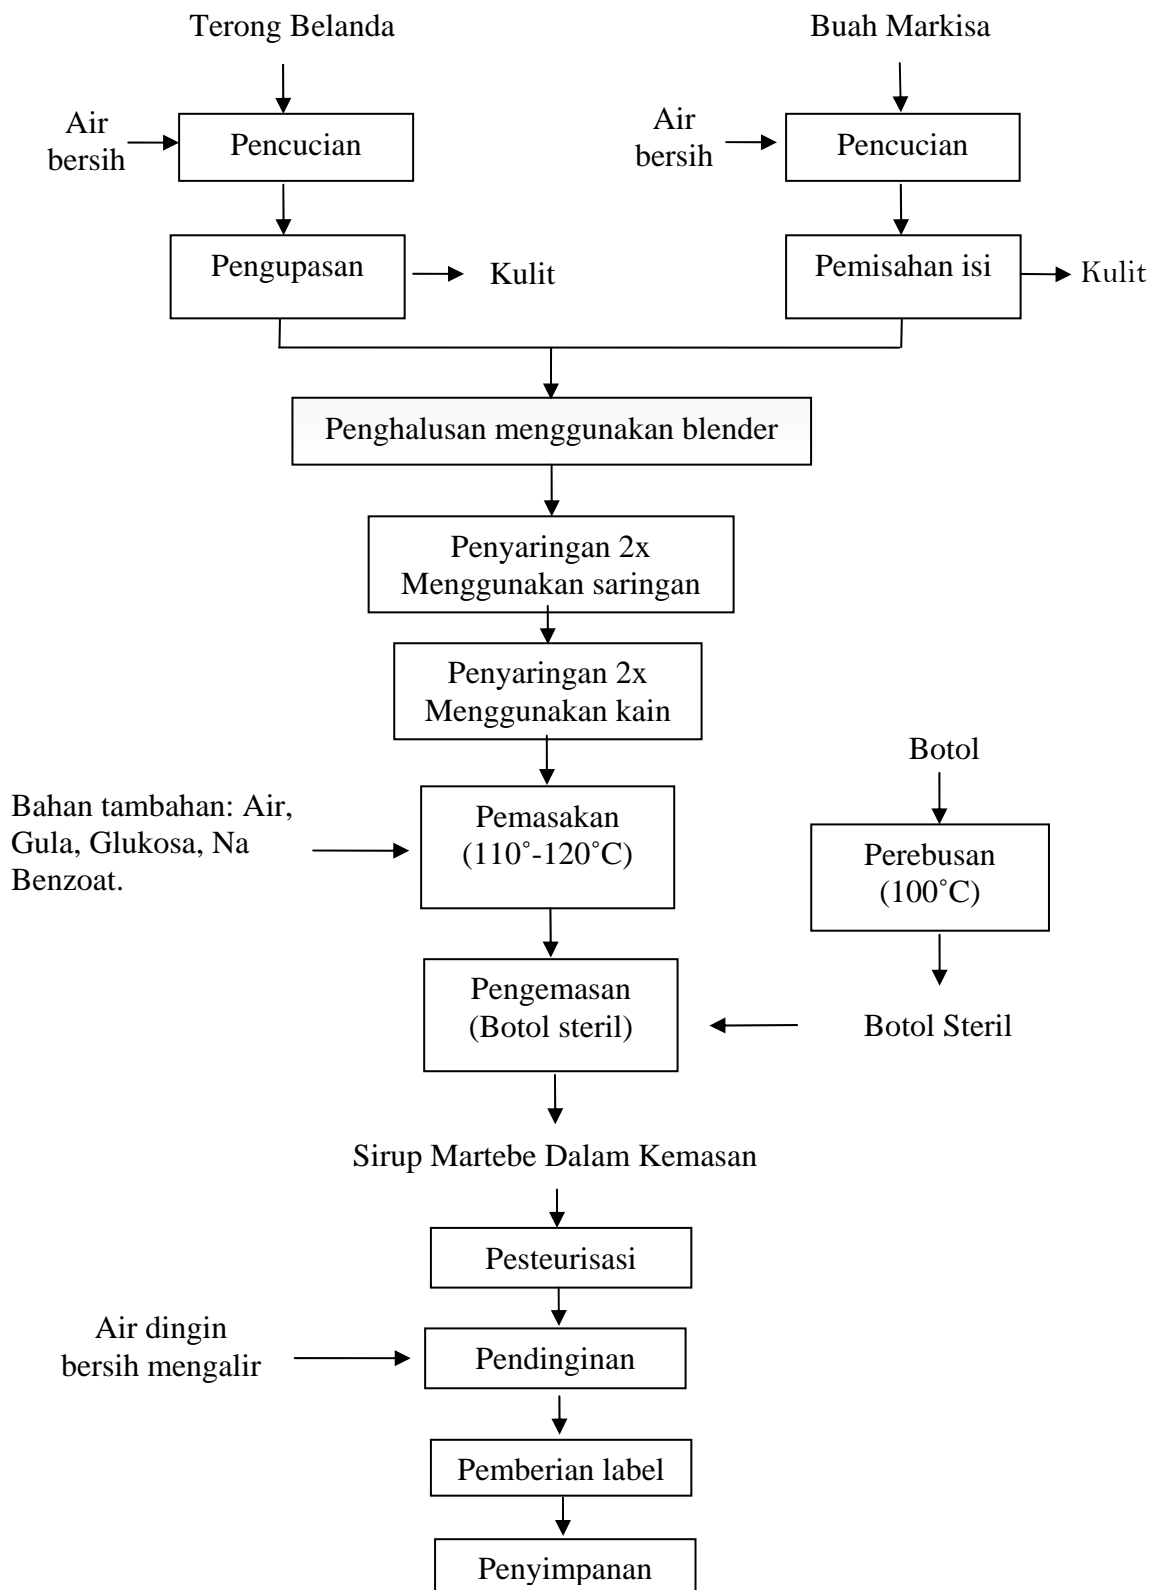 Terong Belanda
Buah Markisa
Air
bersih
Pencucian
Air
bersih
Pencucian
Pengupasan
Kulit
Pemisahan isi
Kulit
Penghalusan menggunakan blender
Penyaringan 2x
Menggunakan saringan
Penyaringan 2x
Menggunakan kain
Botol
Bahan tambahan: Air,
Gula, Glukosa, Na
Benzoat.
Pemasakan
(110˚-120˚C)
Perebusan
(100˚C)
Pengemasan
(Botol steril)
Botol Steril
Sirup Martebe Dalam Kemasan
Pesteurisasi
Air dingin
bersih mengalir
Pendinginan
Pemberian label
Penyimpanan